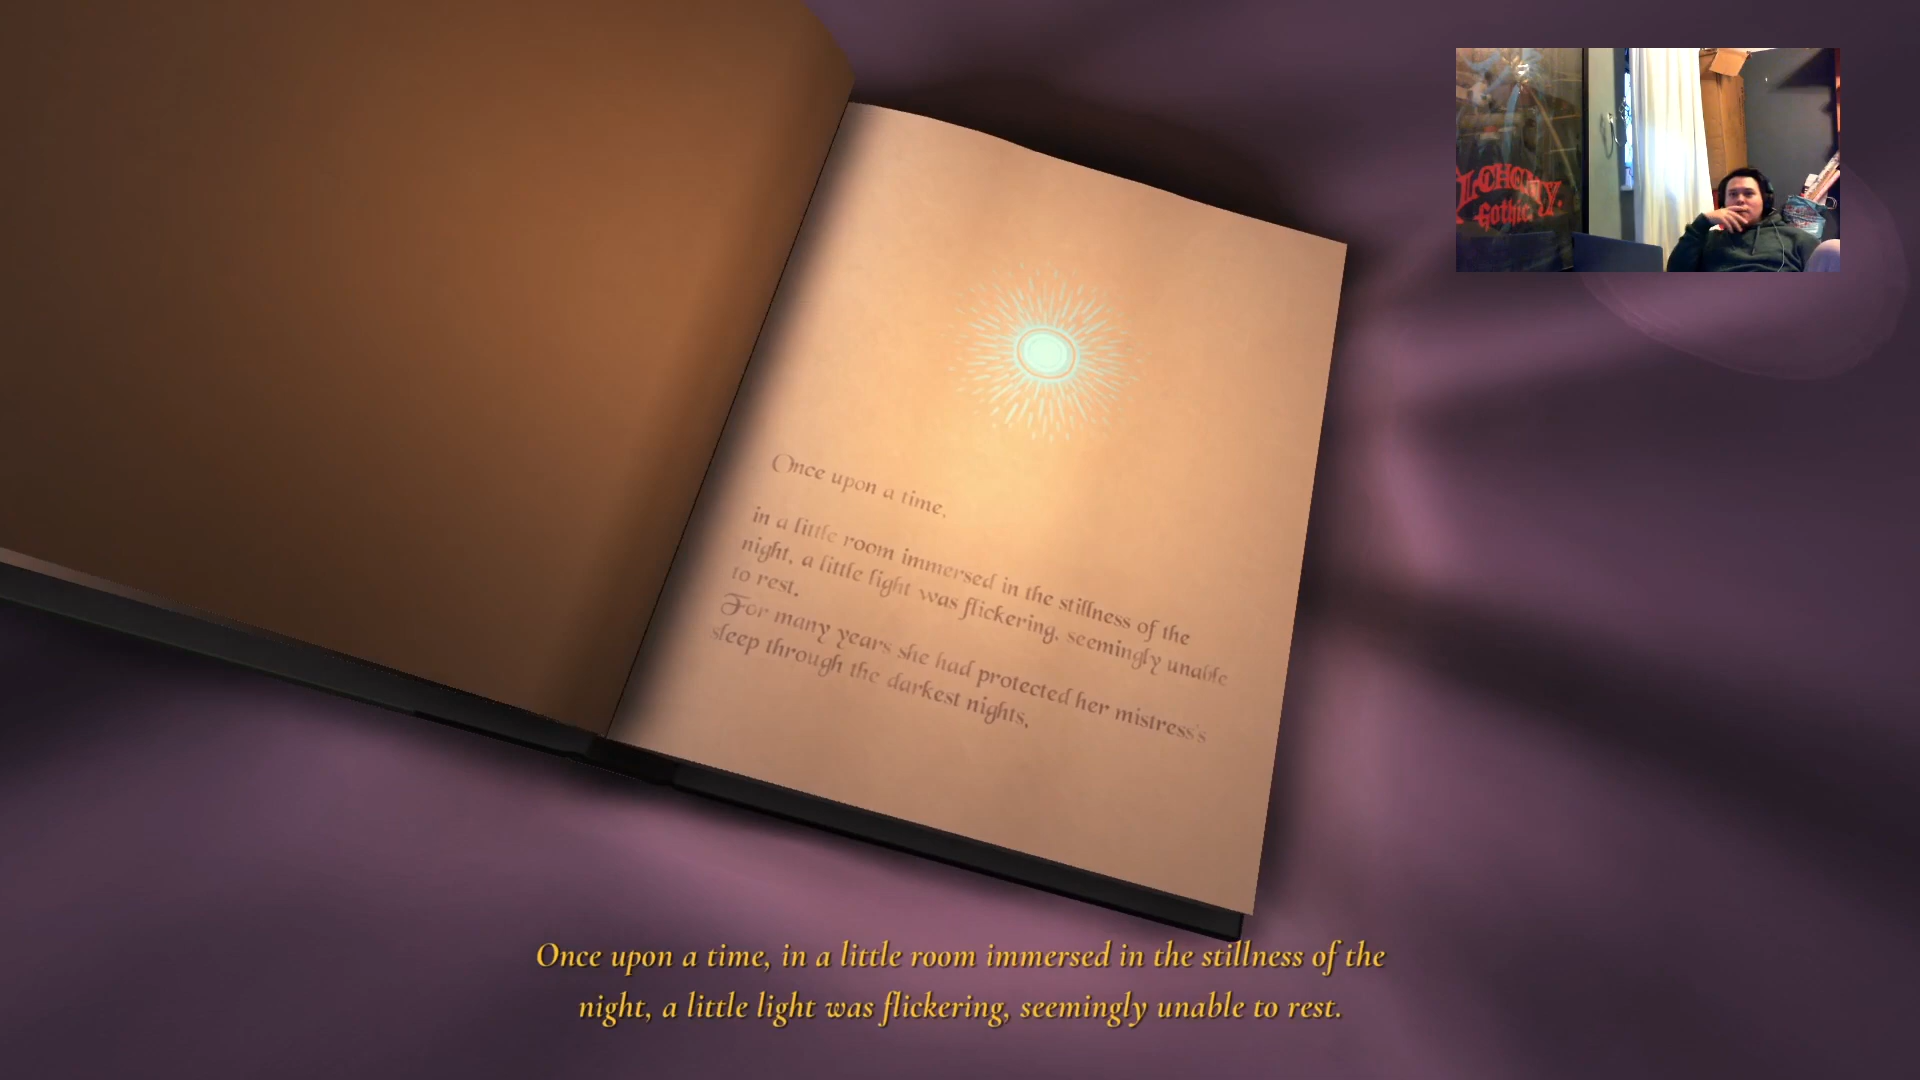 ALCHEMY
Gothic
Once upon a time,
in a little room immersed in the stillness of the
night, a little light was flickering, seemingly unable
to rest.
For many years she had protected her mistress's
sleep through the darkest nights,
Once upon a time, in a little room immersed in the stillness of the
night, a little light was flickering, seemingly unable to rest.